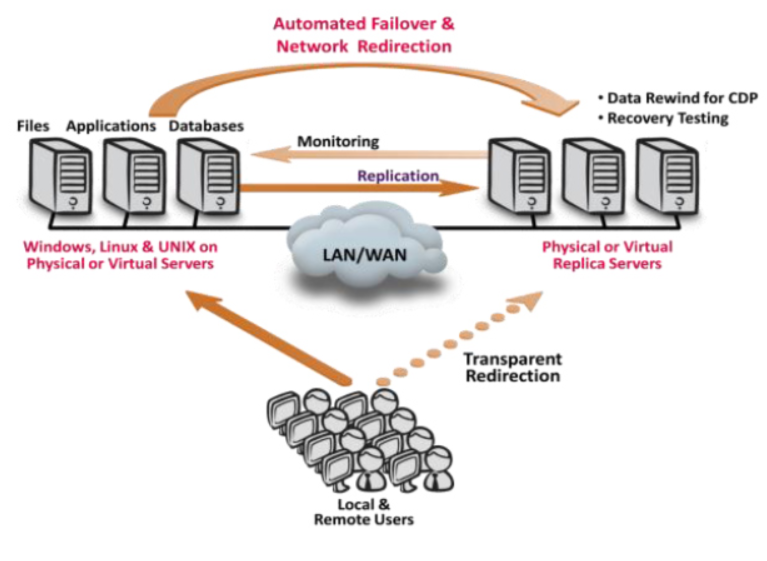 Automated Failover &
Network Redirection
• Data Rewind for CDP
• Recovery Testing
Files Applications Databases
Monitoring
Replication
LAN/WAN
Windows, Linux & UNIX on
Physical or Virtual Servers
Physical or Virtual
Replica Servers
Transparent
Redirection
Local &
Remote Users